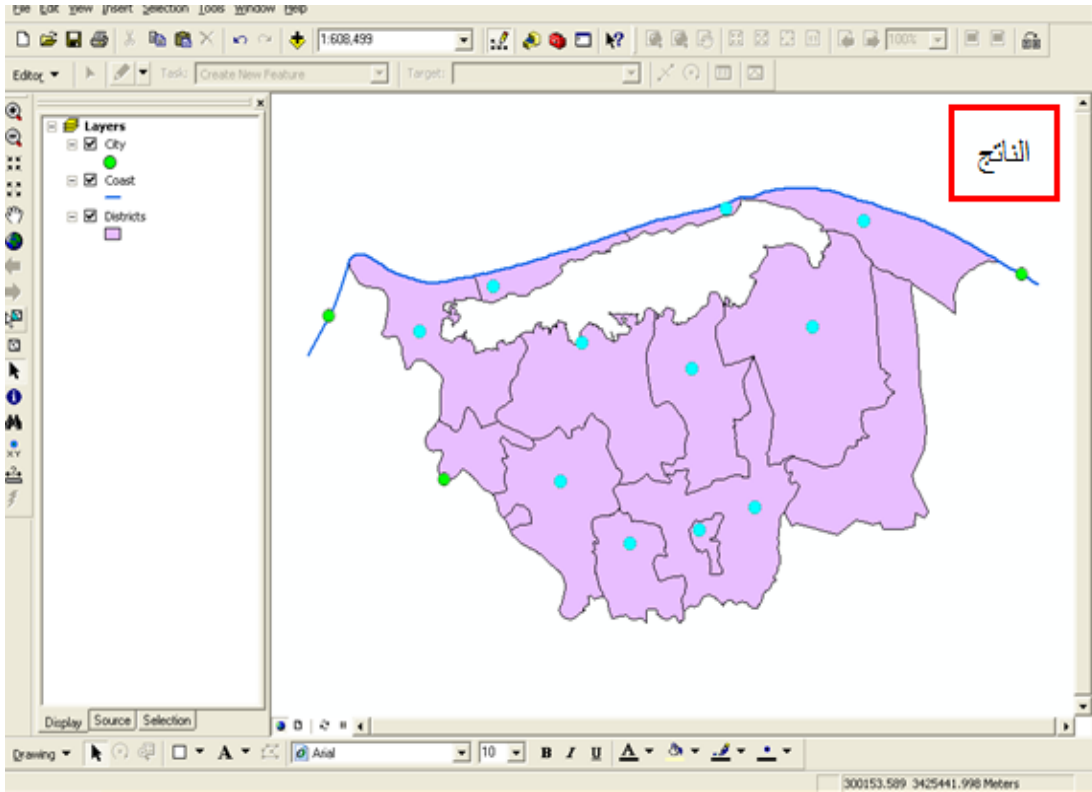 File Edit View Insert Selection Tools Window Help
1:608,499
100%
Editor Task: Create New Feature Target:
الناتج
Layers
City
Coast
Districts
Display Source Selection
Drawing A Arial 10 B I U A
300153.589 3425441.998 Meters